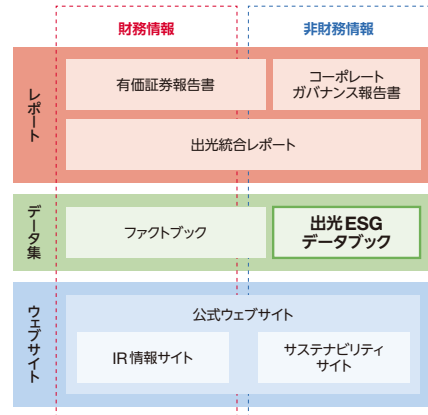 財務情報
非財務情報
レポート
有価証券報告書
コーポレート
ガバナンス報告書
出光統合レポート
データ集
ファクトブック
出光ESG
データブック
ウェブサイト
公式ウェブサイト
IR情報サイト
サステナビリティ
サイト